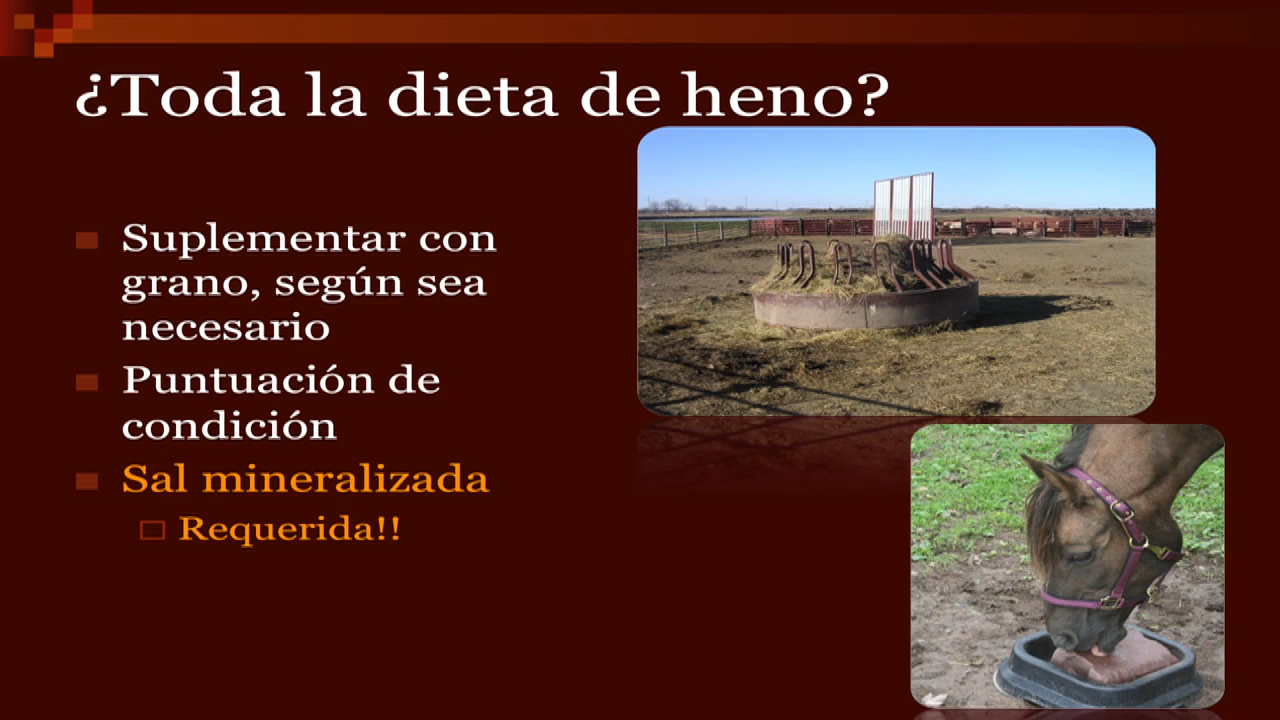 ¿Toda la dieta de heno?
Suplementar con
grano, según sea
necesario
Puntuación de
condición
Sal mineralizada
Requerida!!